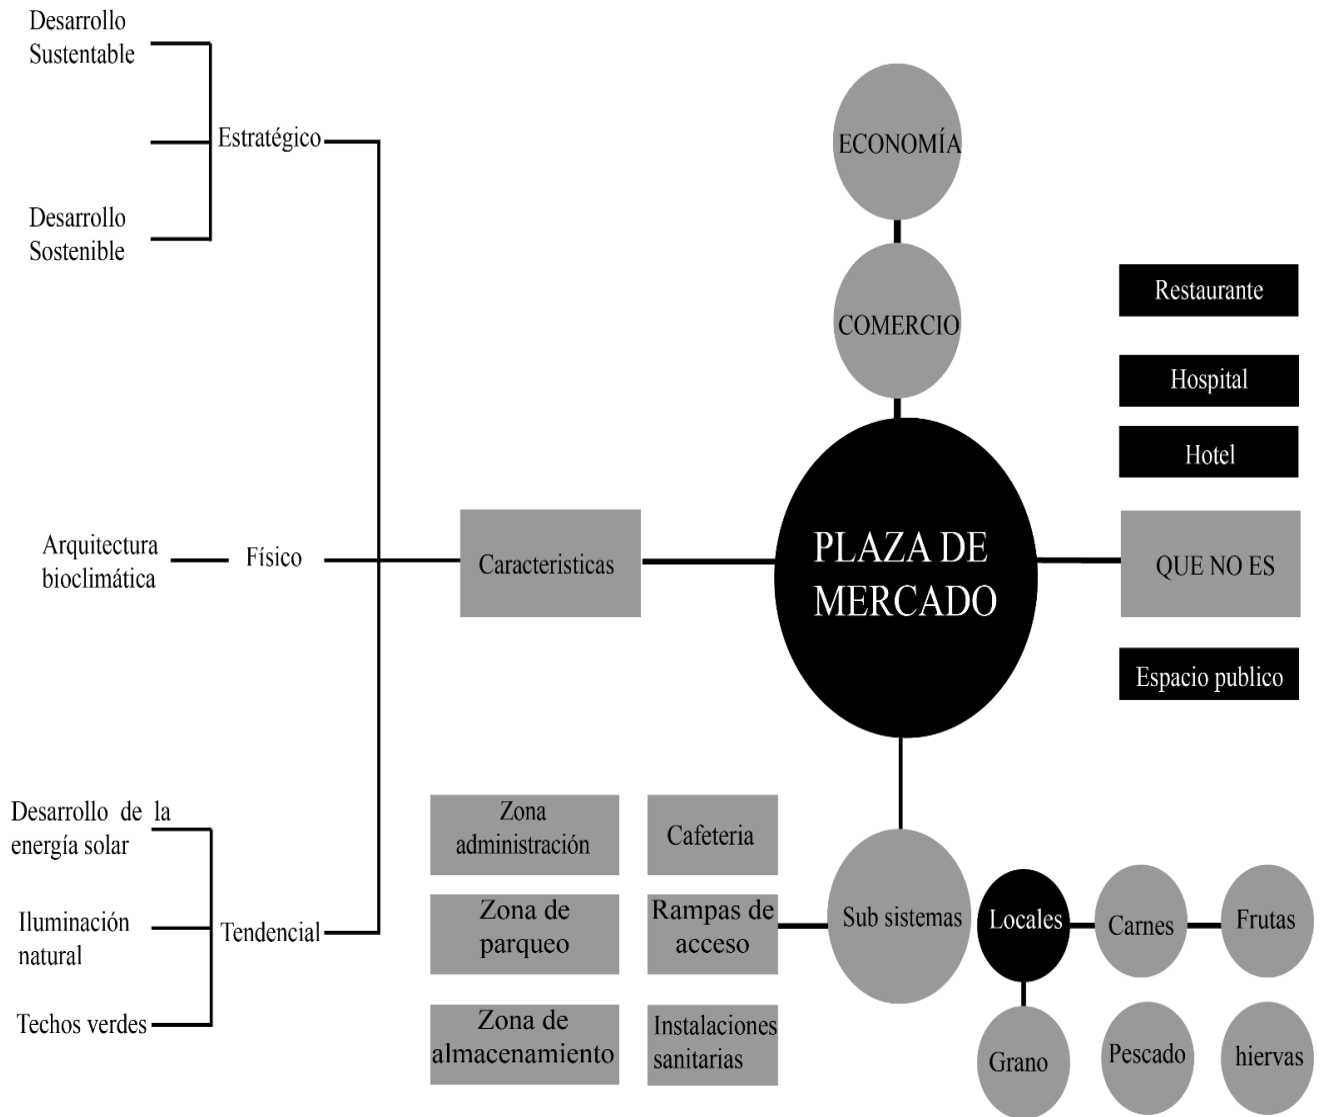 Desarrollo
Sustentable
Estratégico
Desarrollo
Sostenible
Arquitectura
bioclimática
Físico
Caracteristicas
Desarrollo de la
energía solar
Iluminación
natural
Techos verdes
Tendencial
ECONOMÍA
COMERCIO
PLAZA DE
MERCADO
Restaurante
Hospital
Hotel
QUE NO ES
Espacio publico
Zona
administración
Cafeteria
Zona de
parqueo
Rampas de
acceso
Zona de
almacenamiento
Instalaciones
sanitarias
Sub sistemas
Locales
Carnes
Frutas
Grano
Pescado
hiervas